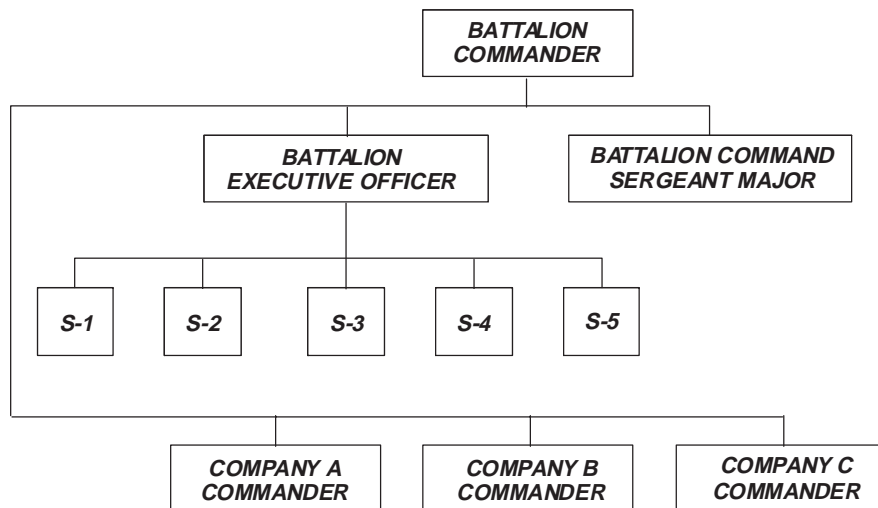 BATTALION
COMMANDER
BATTALION
EXECUTIVE OFFICER
BATTALION COMMAND
SERGEANT MAJOR
S-1
S-2
S-3
S-4
S-5
COMPANY A
COMMANDER
COMPANY B
COMMANDER
COMPANY C
COMMANDER